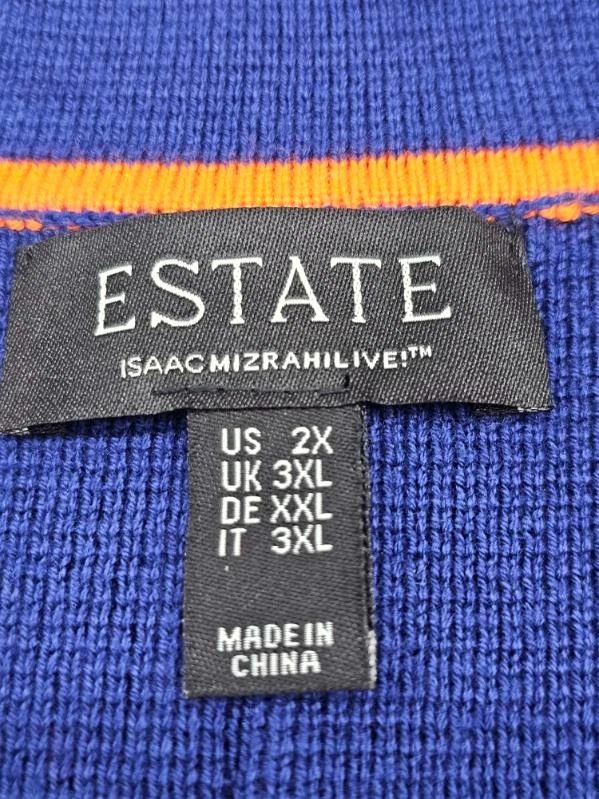 ESTATE
ISAACMIZRAHILIVE!™
US 2X
UK 3XL
DE XXL
IT 3XL
MADE IN
CHINA